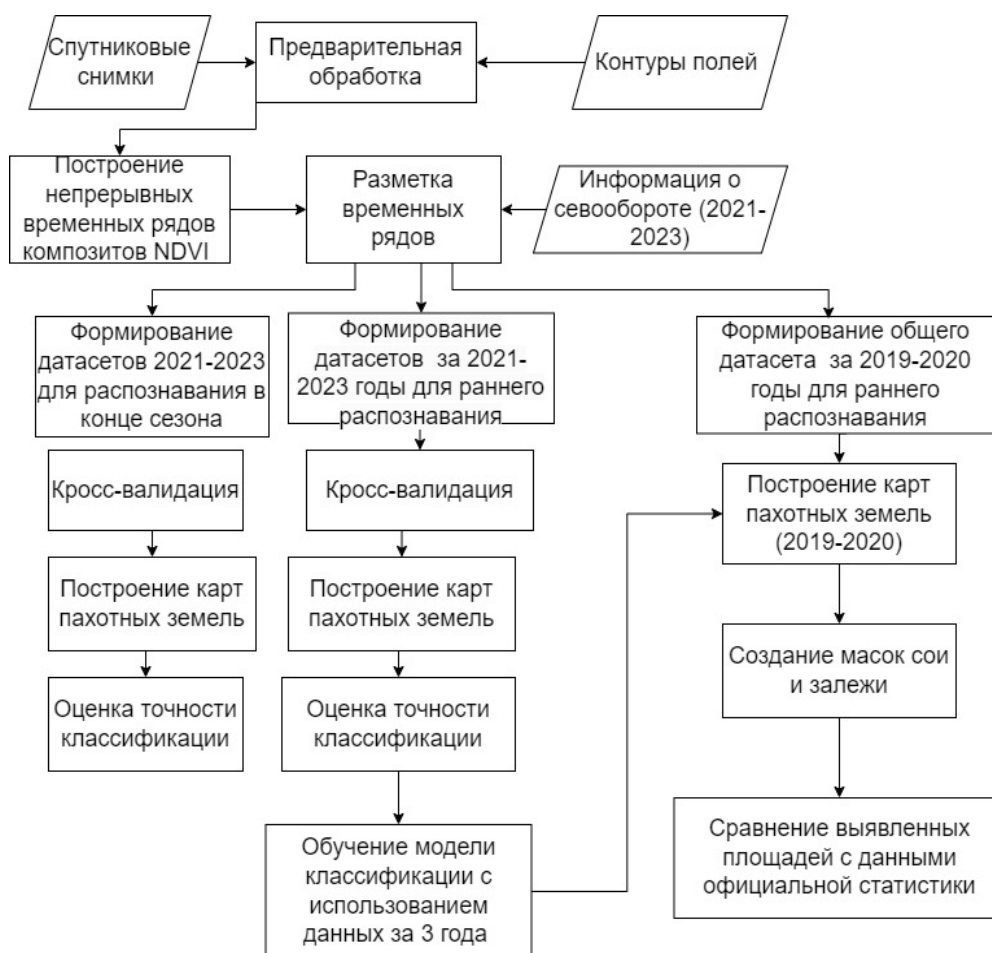 Спутниковые
снимки
Предварительная
обработка
Контуры полей
Построение
непрерывных
временных рядов
композитов NDVI
Разметка
временных
рядов
Информация о
севообороте (2021-
2023)
Формирование
датасетов 2021-2023
для распознавания в
конце сезона
Формирование
датасетов за 2021-
2023 годы для раннего
распознавания
Формирование общего
датасета за 2019-2020
годы для раннего
распознавания
Кросс-валидация
Кросс-валидация
Построение карт
пахотных земель
(2019-2020)
Построение карт
пахотных земель
Построение карт
пахотных земель
Создание масок сои
и залежи
Оценка точности
классификации
Оценка точности
классификации
Обучение модели
классификации с
использованием
данных за 3 года
Сравнение выявленных
площадей с данными
официальной статистики